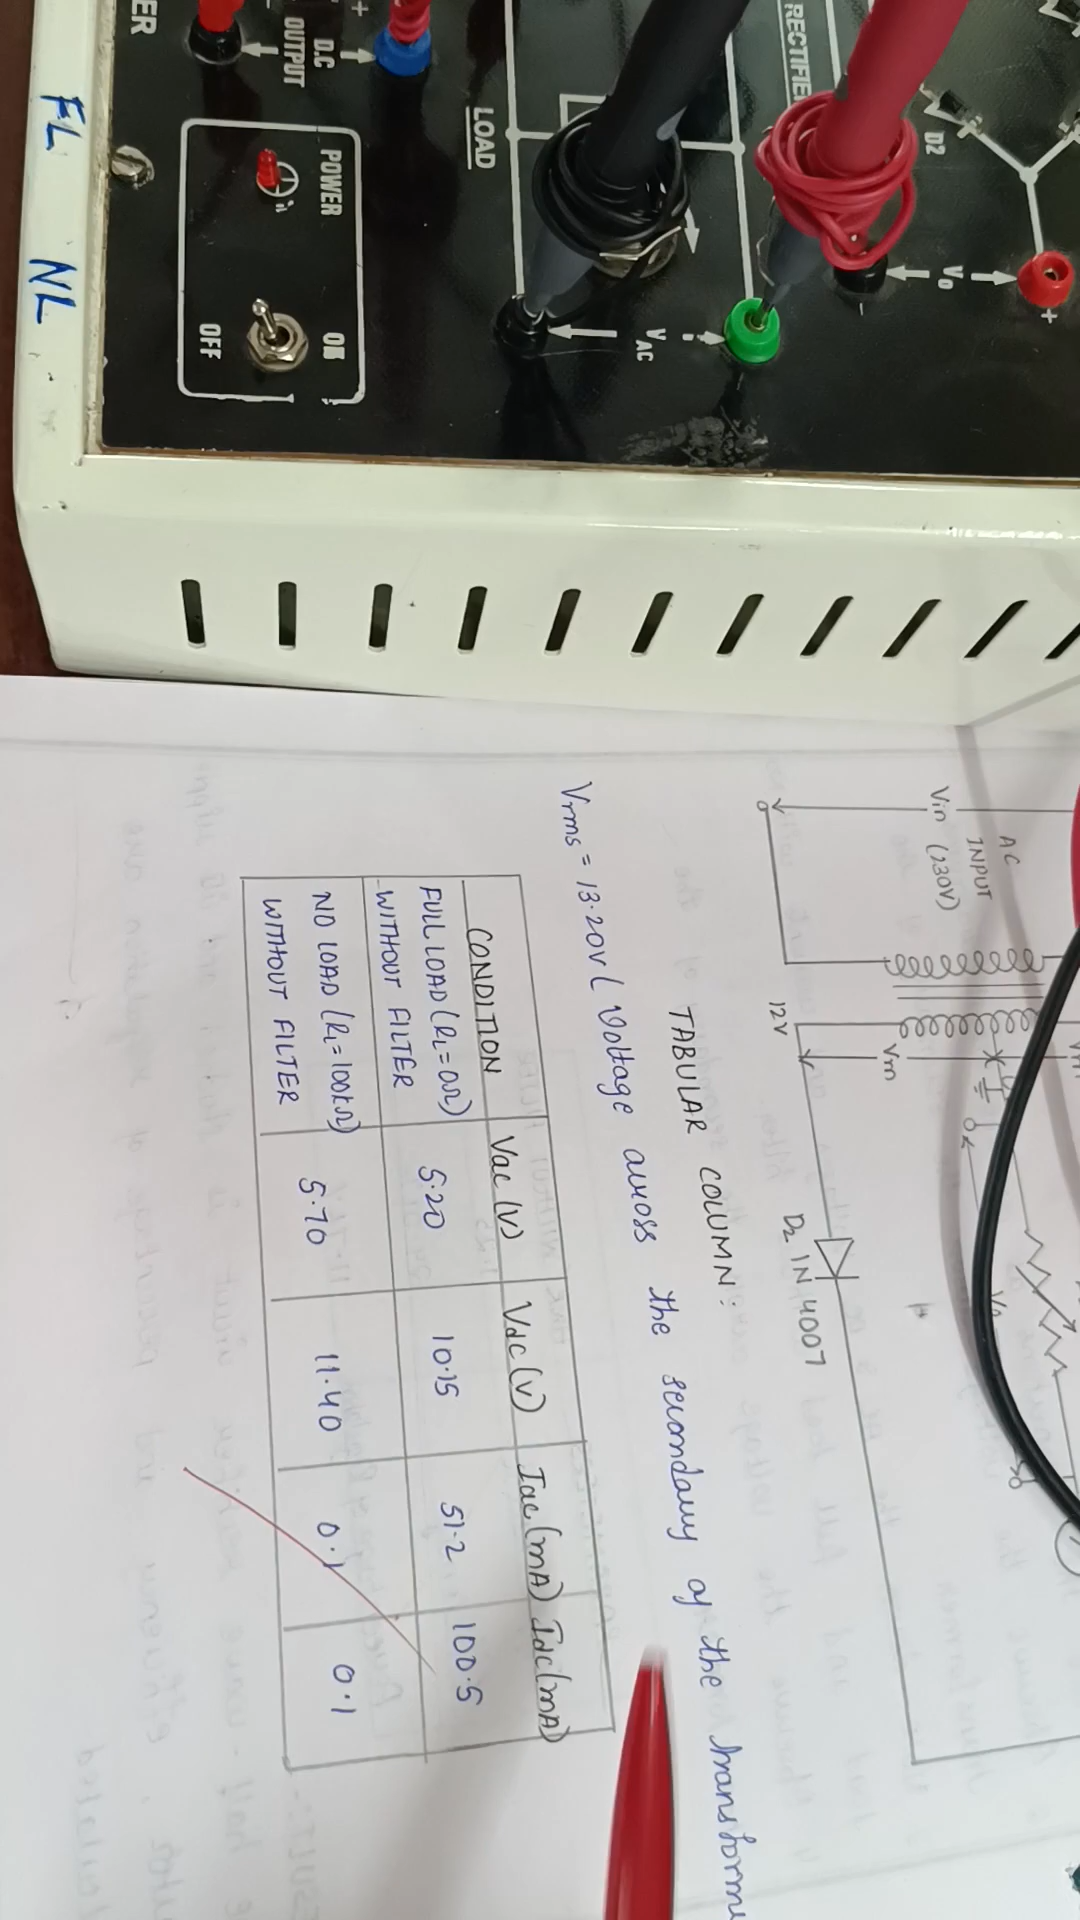 RECTIFIE
D2
V0
+
-
LOAD
VAC
D.C
OUTPUT
+
-
POWER
ON
OFF
ER
FL NL
AC
INPUT
Vin (230V)
Vm
12V
D2 IN 4007
TABULAR COLUMN:
Vrms = 13.20V ( Voltage across the secondary of the transforme
CONDITION Vac (V) Vdc (V) Iac (mA) Idc (mA)
FULL LOAD (RL=0Ω) WITHOUT FILTER 5.20 10.15 51.2 100.5
NO LOAD (RL=100KΩ) WITHOUT FILTER 5.70 11.40 0.1 0.1